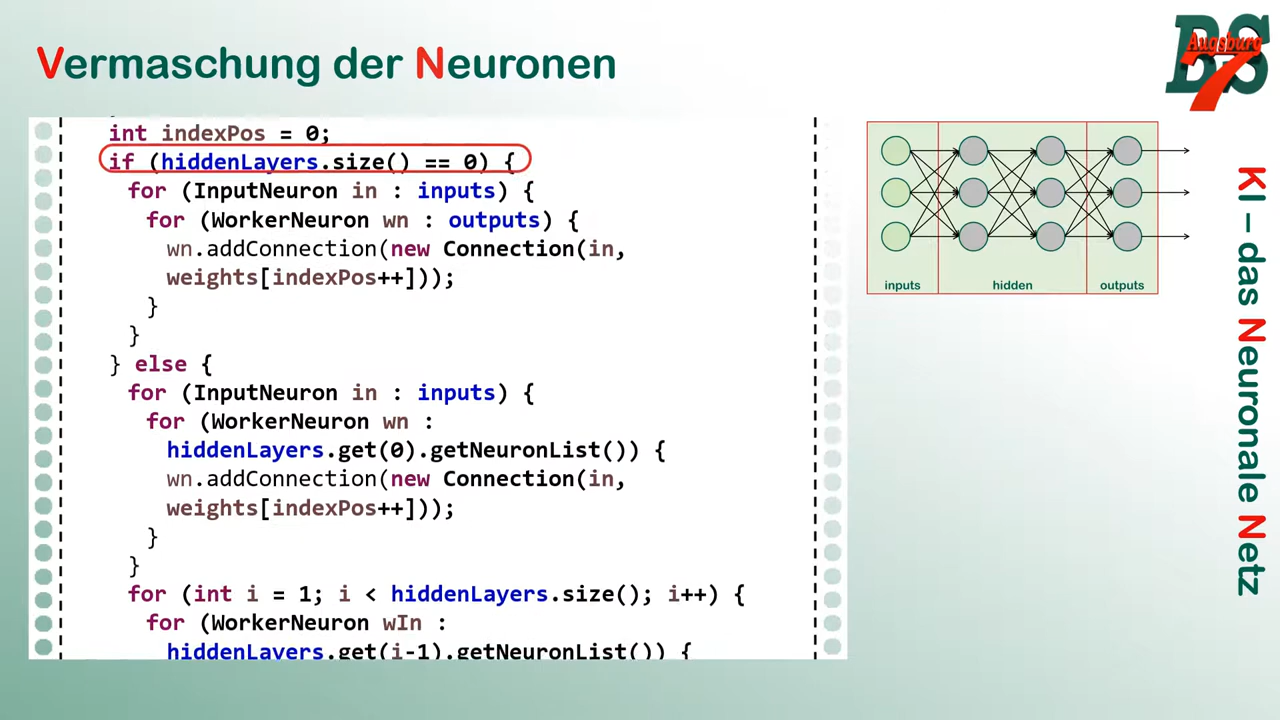 Vermaschung der Neuronen
BS
Augsburg
7
int indexPos = 0;
if (hiddenLayers.size() == 0) {
for (InputNeuron in : inputs) {
for (WorkerNeuron wn : outputs) {
wn.addConnection(new Connection(in,
weights[indexPos++]));
}
}
} else {
for (InputNeuron in : inputs) {
for (WorkerNeuron wn :
hiddenLayers.get(0).getNeuronList()) {
wn.addConnection(new Connection(in,
weights[indexPos++]));
}
}
for (int i = 1; i < hiddenLayers.size(); i++) {
for (WorkerNeuron wIn :
hiddenLayers.get(i-1).getNeuronList()) {
inputs
hidden
outputs
KI – das Neuronale Netz